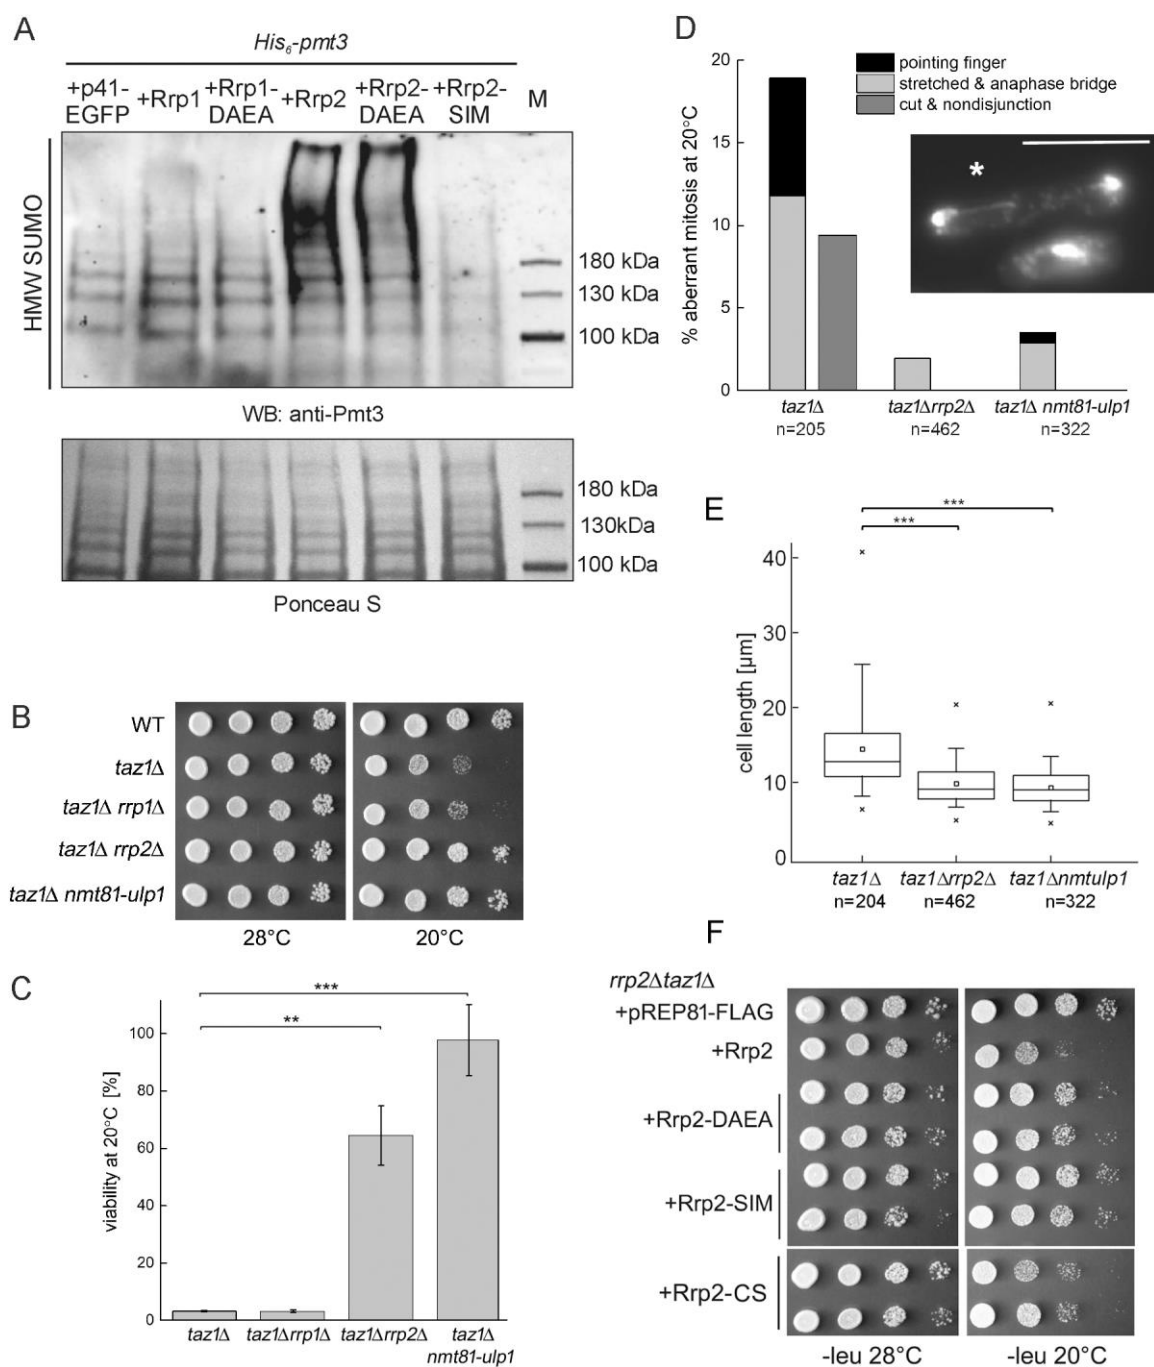 A
His6-pmt3
+p41-EGFP +Rrp1 +Rrp1-DAEA +Rrp2 +Rrp2-DAEA +Rrp2-SIM M
HMW SUMO
180 kDa
130 kDa
100 kDa
WB: anti-Pmt3
180 kDa
130kDa
100 kDa
Ponceau S
B
WT
taz1Δ
taz1Δ rrp1Δ
taz1Δ rrp2Δ
taz1Δ nmt81-ulp1
28°C 20°C
C
viability at 20°C [%]
100
80
60
40
20
0
*** 
**
taz1Δ taz1Δrrp1Δ taz1Δrrp2Δ taz1Δ
nmt81-ulp1
D
% aberrant mitosis at 20°C
20
15
10
5
0
pointing finger
stretched & anaphase bridge
cut & nondisjunction
*
taz1Δ taz1Δrrp2Δ taz1Δ nmt81-ulp1
n=205 n=462 n=322
E
cell length [μm]
40
30
20
10
0
***
***
taz1Δ taz1Δrrp2Δ taz1Δnmtulp1
n=204 n=462 n=322
F
rrp2Δtaz1Δ
+pREP81-FLAG
+Rrp2
+Rrp2-DAEA
+Rrp2-SIM
+Rrp2-CS
-leu 28°C -leu 20°C